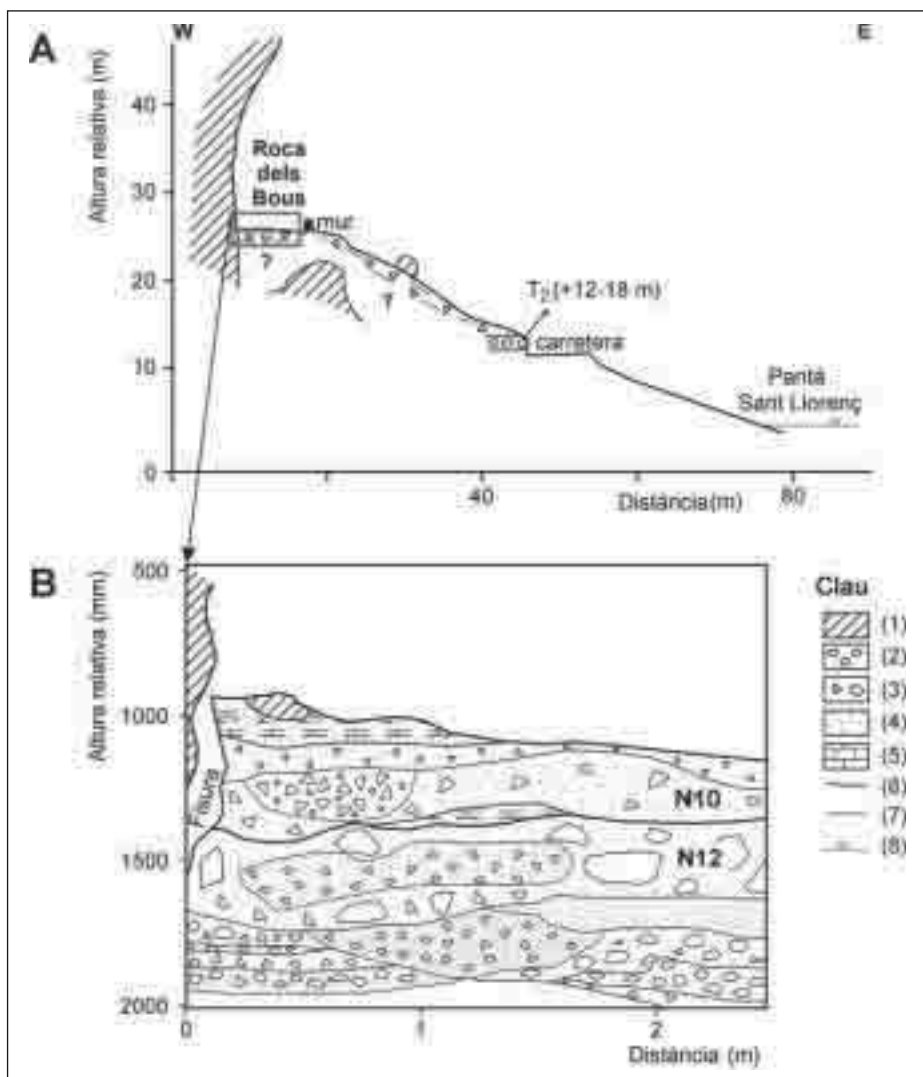 A
W
E
Altura relativa (m)
40
30
20
10
0
Roca
dels
Bous
mur
T2 (+12-18 m)
carretera
Pantà
Sant Llorenç
40
80
Distància(m)
B
Altura relativa (mm)
500
1000
1500
2000
Fisura
N10
N12
0
1
2
Distància (m)
Clau
(1)
(2)
(3)
(4)
(5)
(6)
(7)
(8)